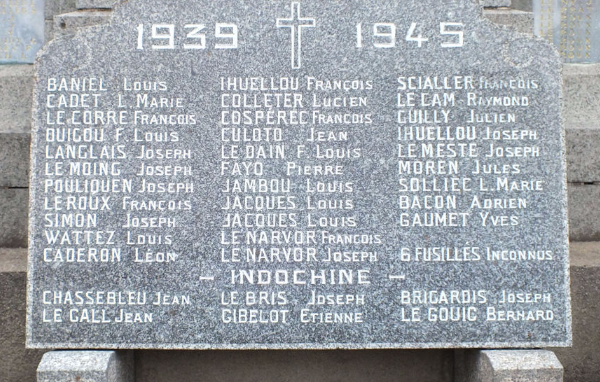 1939 1945
BANIEL LOUIS
CADET L. MARIE
LE CORRE FRANÇOIS
BUIGOU F. LOUIS
LANGLAIS JOSEPH
LE MOING JOSEPH
POULIQUEN JOSEPH
LEROUX FRANÇOIS
SIMON JOSEPH
WATTEZ LOUIS
CADERON LÉON
IHUELLOU FRANÇOIS
COLLETER LUCIEN
COSPÉREC FRANÇOIS
CULOTO JEAN
LE DAIN F. LOUIS
FAYO PIERRE
JAMBOU LOUIS
JACQUES LOUIS
JACQUES LOUIS
LE NARVOR FRANÇOIS
LE NARVOR JOSEPH
SCIALLER FRANÇOIS
LE CAM RAYMOND
GUILLY JULIEN
IHUELLOU JOSEPH
LE MESTE JOSEPH
MOREN JULES
SOLLIEC L. MARIE
BACON ADRIEN
GAUMET YVES
6 FUSILLÉS INCONNUS
- INDOCHINE -
CHASSEBLEU JEAN
LE GALL JEAN
LE BRIS JOSEPH
GIBELOT ETIENNE
BRIGARDIS JOSEPH
LE GOUIC BERNARD